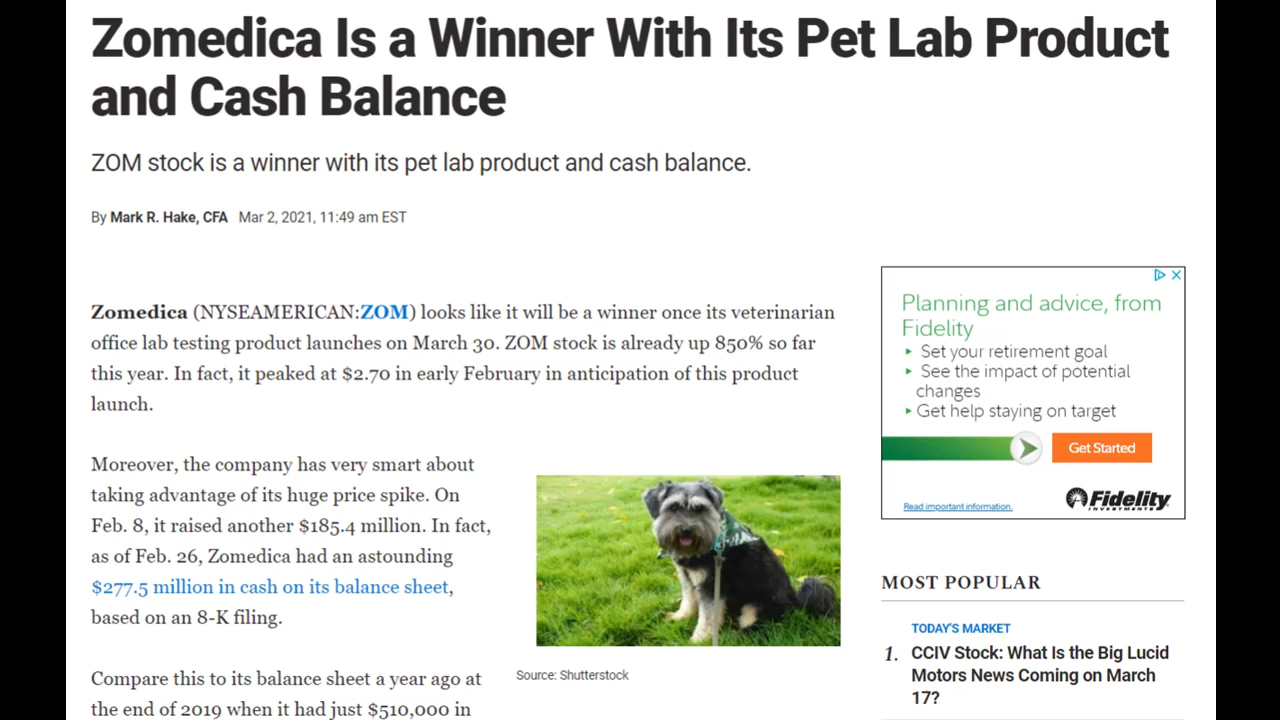 Zomedica Is a Winner With Its Pet Lab Product
and Cash Balance
ZOM stock is a winner with its pet lab product and cash balance.
By Mark R. Hake, CFA Mar 2, 2021, 11:49 am EST
Zomedica (NYSEAMERICAN:ZOM) looks like it will be a winner once its veterinarian
office lab testing product launches on March 30. ZOM stock is already up 850% so far
this year. In fact, it peaked at $2.70 in early February in anticipation of this product
launch.
Moreover, the company has very smart about
taking advantage of its huge price spike. On
Feb. 8, it raised another $185.4 million. In fact,
as of Feb. 26, Zomedica had an astounding
$277.5 million in cash on its balance sheet,
based on an 8-K filing.
Source: Shutterstock
Compare this to its balance sheet a year ago at
the end of 2019 when it had just $510,000 in
Planning and advice, from
Fidelity
Set your retirement goal
See the impact of potential
changes
Get help staying on target
Get Started
Read important information.
Fidelity
INVESTMENTS
MOST POPULAR
TODAY'S MARKET
1. CCIV Stock: What Is the Big Lucid
Motors News Coming on March
17?